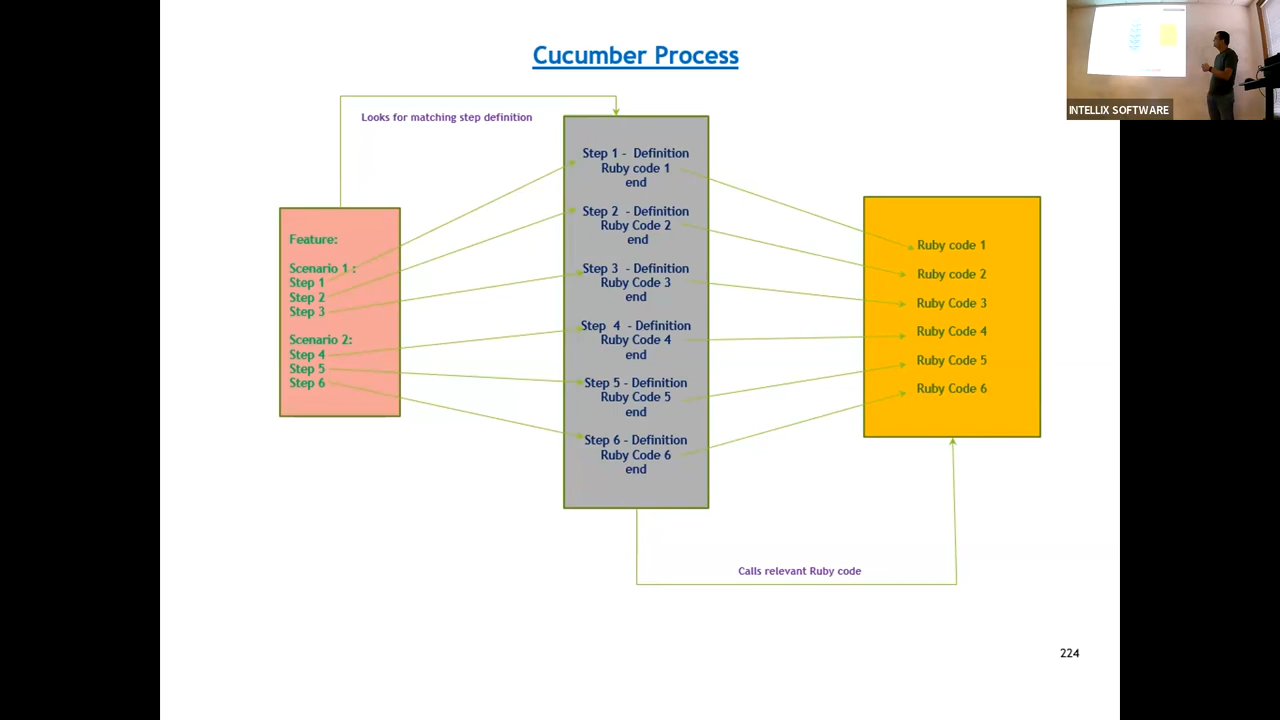 Cucumber Process
INTELLIX SOFTWARE
Looks for matching step definition
Feature:
Scenario 1 :
Step 1
Step 2
Step 3
Scenario 2:
Step 4
Step 5
Step 6
Step 1 - Definition
Ruby code 1
end
Step 2 - Definition
Ruby Code 2
end
Step 3 - Definition
Ruby Code 3
end
Step 4 - Definition
Ruby Code 4
end
Step 5 - Definition
Ruby Code 5
end
Step 6 - Definition
Ruby Code 6
end
Ruby code 1
Ruby code 2
Ruby Code 3
Ruby Code 4
Ruby Code 5
Ruby Code 6
Calls relevant Ruby code
224